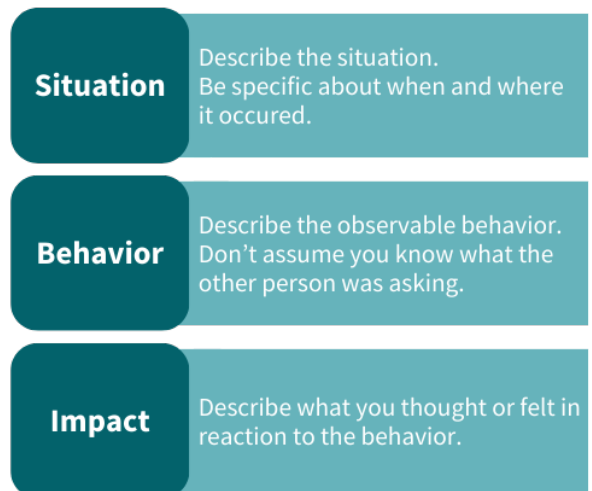 Situation
Describe the situation.
Be specific about when and where
it occured.
Behavior
Describe the observable behavior.
Don’t assume you know what the
other person was asking.
Impact
Describe what you thought or felt in
reaction to the behavior.